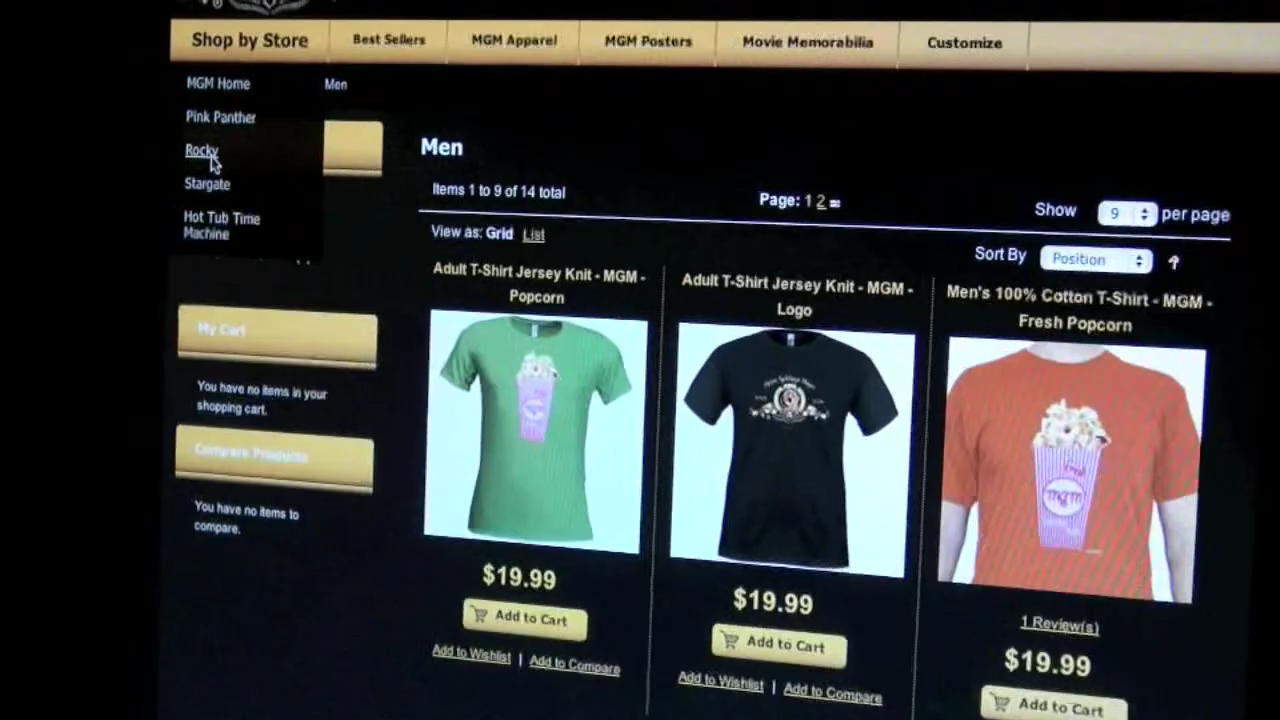 Shop by Store
Best Sellers
MGM Apparel
MGM Posters
Movie Memorabilia
Customize
MGM Home
Men
Pink Panther
Rocky
Stargate
Hot Tub Time
Machine
Men
Items 1 to 9 of 14 total
Page: 1 2
Show 9 per page
View as: Grid List
Sort By Position
My Cart
You have no items in your
shopping cart.
Compare Products
You have no items to
compare.
Adult T-Shirt Jersey Knit - MGM -
Popcorn
$19.99
Add to Cart
Add to Wishlist | Add to Compare
Adult T-Shirt Jersey Knit - MGM -
Logo
$19.99
Add to Cart
Add to Wishlist | Add to Compare
Men's 100% Cotton T-Shirt - MGM -
Fresh Popcorn
Fresh
mgm
1 Review(s)
$19.99
Add to Cart